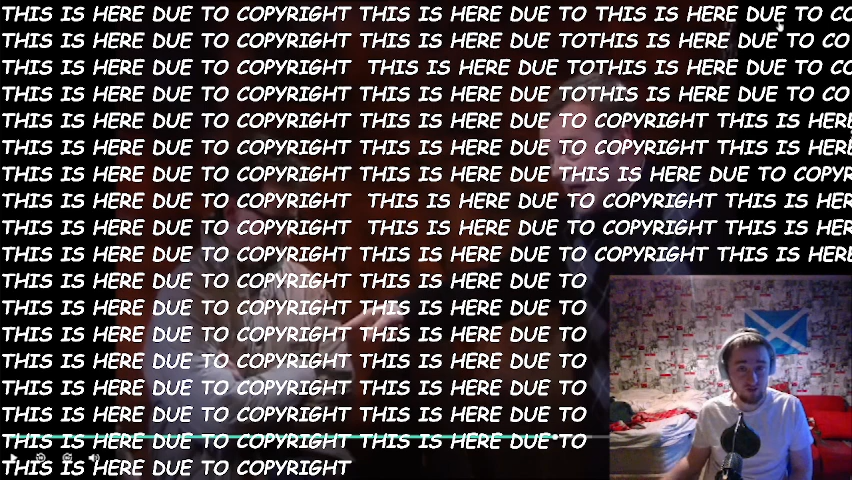 THIS IS HERE DUE TO COPYRIGHT THIS IS HERE DUE TO THIS IS HERE DUE TO CO
THIS IS HERE DUE TO COPYRIGHT THIS IS HERE DUE TOTHIS IS HERE DUE TO CO
THIS IS HERE DUE TO COPYRIGHT THIS IS HERE DUE TOTHIS IS HERE DUE TO CO
THIS IS HERE DUE TO COPYRIGHT THIS IS HERE DUE TOTHIS IS HERE DUE TO CO
THIS IS HERE DUE TO COPYRIGHT THIS IS HERE DUE TO COPYRIGHT THIS IS HERE
THIS IS HERE DUE TO COPYRIGHT THIS IS HERE DUE TO COPYRIGHT THIS IS HERE
THIS IS HERE DUE TO COPYRIGHT THIS IS HERE DUE THIS IS HERE DUE TO COPYR
THIS IS HERE DUE TO COPYRIGHT THIS IS HERE DUE TO COPYRIGHT THIS IS HER
THIS IS HERE DUE TO COPYRIGHT THIS IS HERE DUE TO COPYRIGHT THIS IS HER
THIS IS HERE DUE TO COPYRIGHT THIS IS HERE DUE TO COPYRIGHT THIS IS HERE
THIS IS HERE DUE TO COPYRIGHT THIS IS HERE DUE TO
THIS IS HERE DUE TO COPYRIGHT THIS IS HERE DUE TO
THIS IS HERE DUE TO COPYRIGHT THIS IS HERE DUE TO
THIS IS HERE DUE TO COPYRIGHT THIS IS HERE DUE TO
THIS IS HERE DUE TO COPYRIGHT THIS IS HERE DUE TO
THIS IS HERE DUE TO COPYRIGHT THIS IS HERE DUE TO
THIS IS HERE DUE TO COPYRIGHT THIS IS HERE DUE TO
THIS IS HERE DUE TO COPYRIGHT